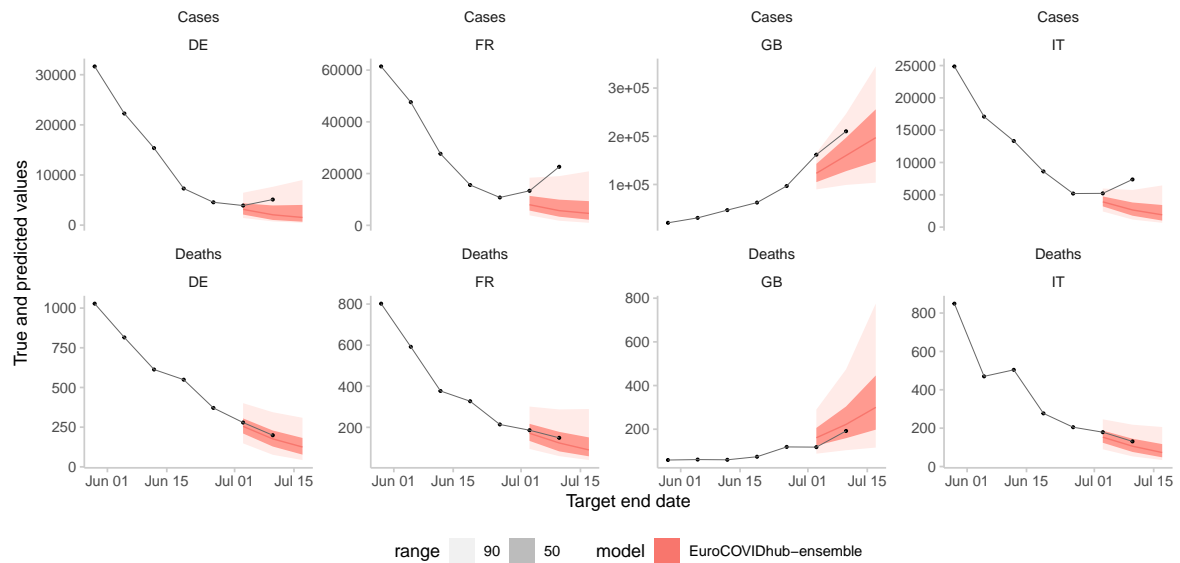 Cases Cases Cases Cases
DE FR GB IT
30000
20000
10000
0
60000
40000
20000
0
3e+05
2e+05
1e+05
25000
20000
15000
10000
5000
0
Deaths Deaths Deaths Deaths
DE FR GB IT
1000
750
500
250
0
800
600
400
200
800
600
400
200
800
600
400
200
0
Jun 01 Jun 15 Jul 01 Jul 15 Jun 01 Jun 15 Jul 01 Jul 15 Jun 01 Jun 15 Jul 01 Jul 15 Jun 01 Jun 15 Jul 01 Jul 15
True and predicted values
Target end date
range 90 50 model EuroCOVIDhub−ensemble